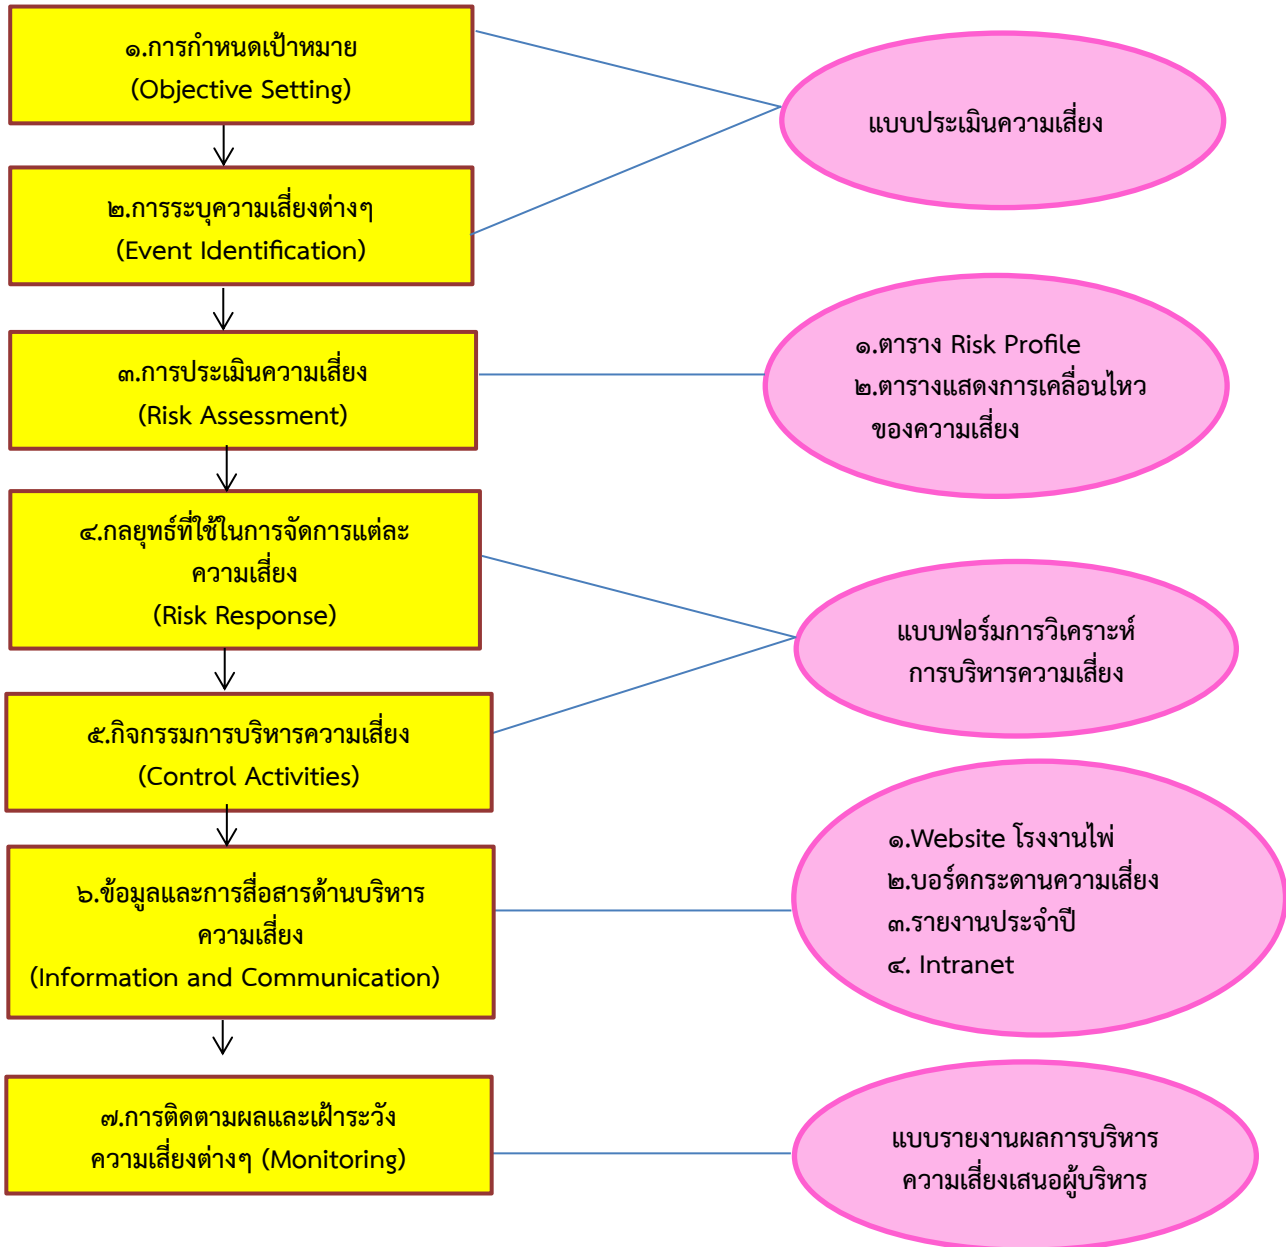 ๑.การกำหนดเป้าหมาย
(Objective Setting)
แบบประเมินความเสี่ยง
๒.การระบุความเสี่ยงต่างๆ
(Event Identification)
๓.การประเมินความเสี่ยง
(Risk Assessment)
๑.ตาราง Risk Profile
๒.ตารางแสดงการเคลื่อนไหว
ของความเสี่ยง
๔.กลยุทธ์ที่ใช้ในการจัดการแต่ละ
ความเสี่ยง
(Risk Response)
แบบฟอร์มการวิเคราะห์
การบริหารความเสี่ยง
๕.กิจกรรมการบริหารความเสี่ยง
(Control Activities)
๖.ข้อมูลและการสื่อสารด้านบริหาร
ความเสี่ยง
(Information and Communication)
๑.Website โรงงานไพ่
๒.บอร์ดกระดานความเสี่ยง
๓.รายงานประจำปี
๔. Intranet
๗.การติดตามผลและเฝ้าระวัง
ความเสี่ยงต่างๆ (Monitoring)
แบบรายงานผลการบริหาร
ความเสี่ยงเสนอผู้บริหาร